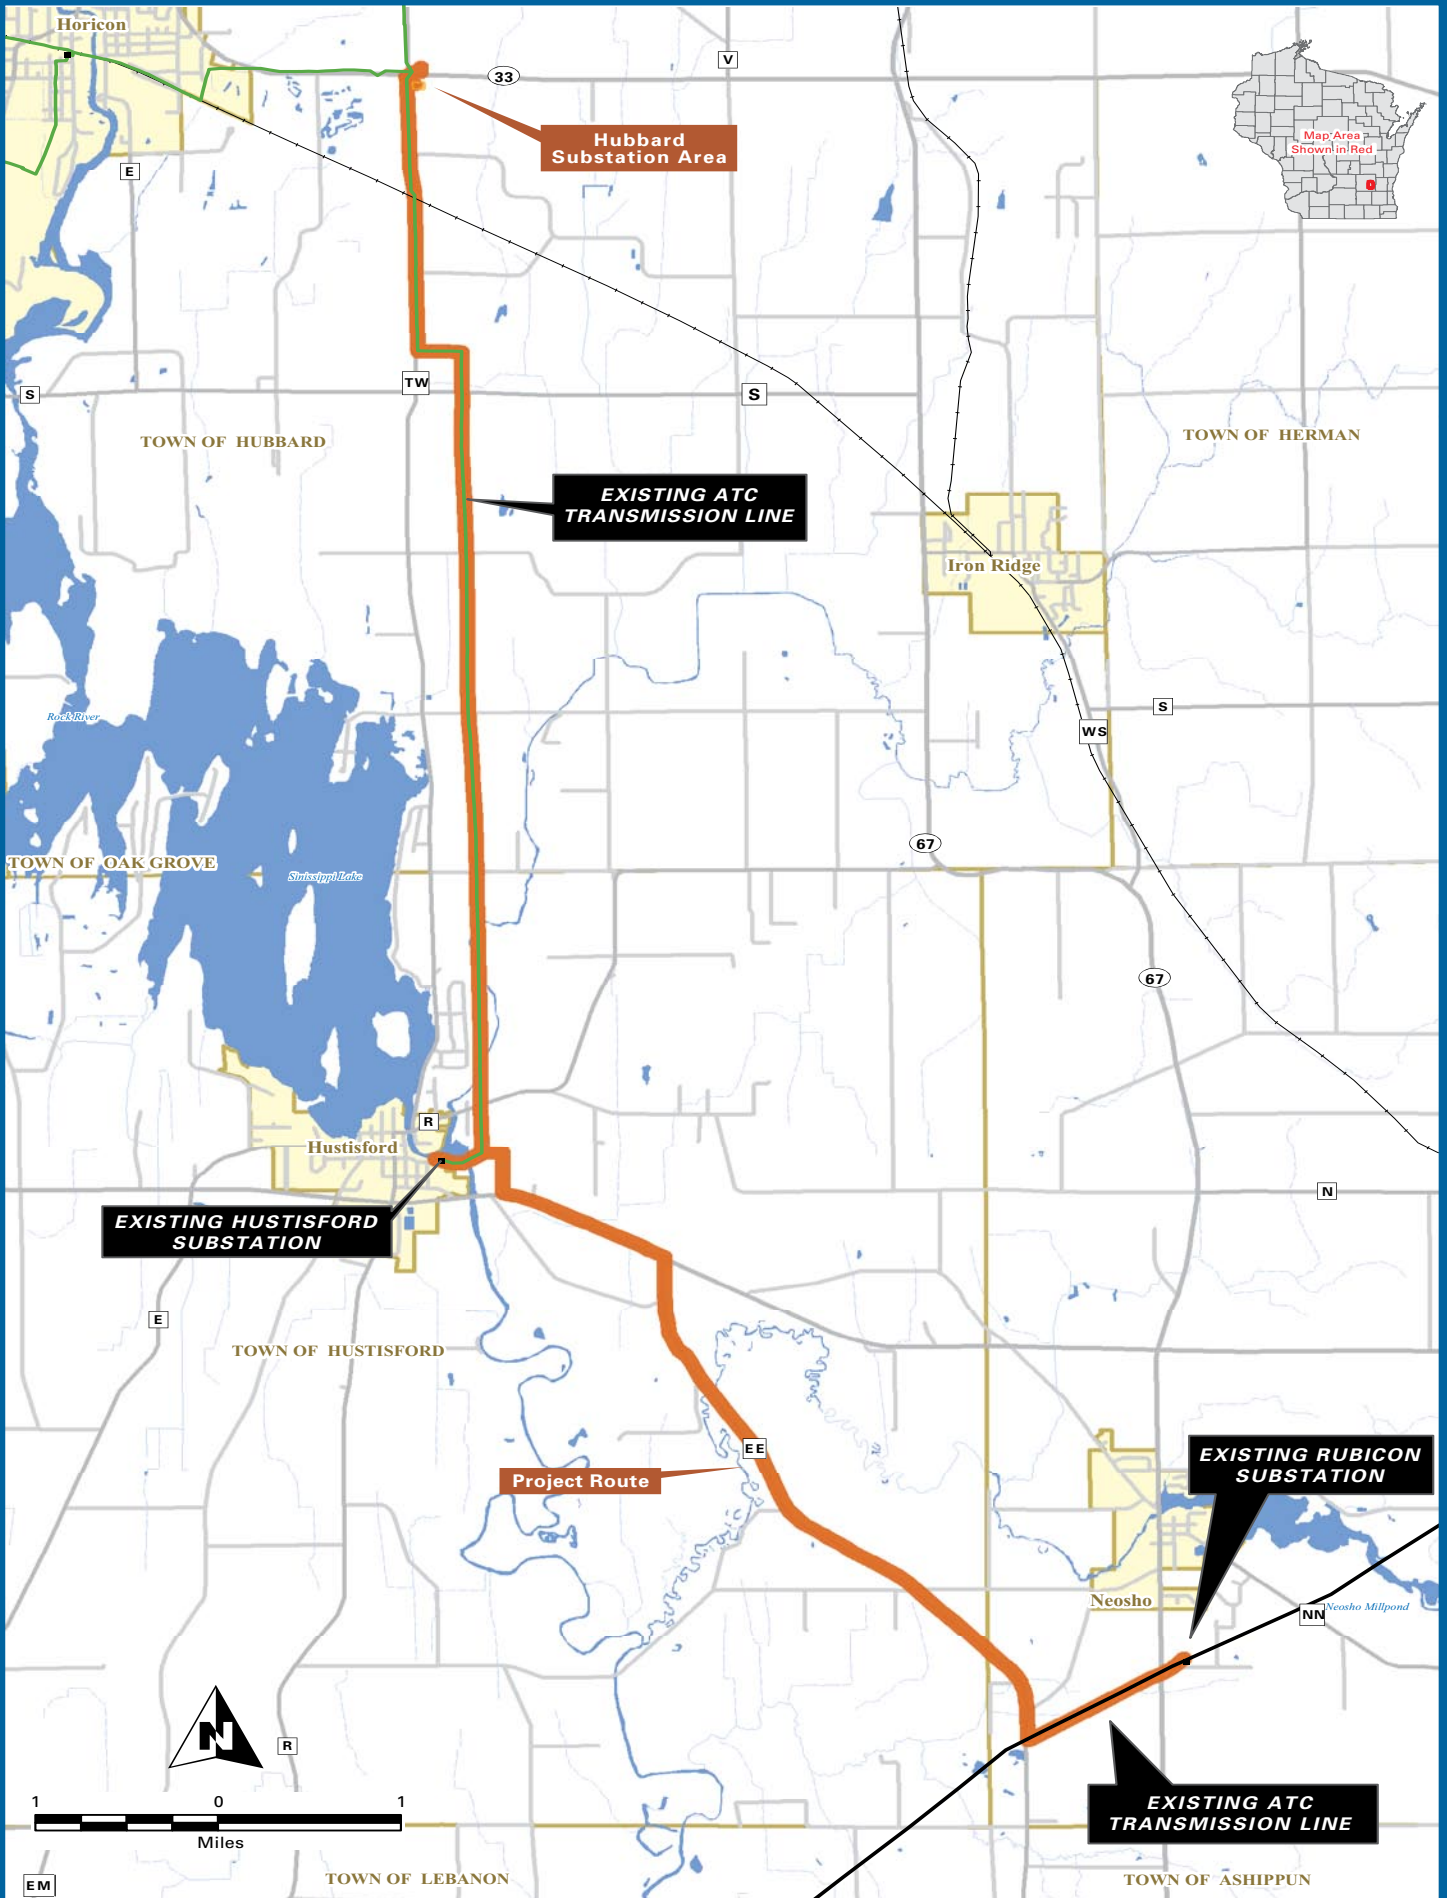 Horicon
33
V
Hubbard
Substation Area
Map Area
Shown in Red
E
TW
S
S
TOWN OF HUBBARD
TOWN OF HERMAN
EXISTING ATC
TRANSMISSION LINE
Iron Ridge
Rock River
S
WS
67
TOWN OF OAK GROVE
Sinissippi Lake
67
R
Hustisford
N
EXISTING HUSTISFORD
SUBSTATION
E
TOWN OF HUSTISFORD
EE
Project Route
EXISTING RUBICON
SUBSTATION
Neosho
Neosho Millpond
NN
N
R
1 0 1
Miles
EXISTING ATC
TRANSMISSION LINE
EM
TOWN OF LEBANON
TOWN OF ASHIPPUN